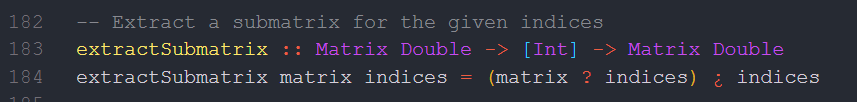 182 -- Extract a submatrix for the given indices
183 extractSubmatrix :: Matrix Double -> [Int] -> Matrix Double
184 extractSubmatrix matrix indices = (matrix ? indices) ¿ indices